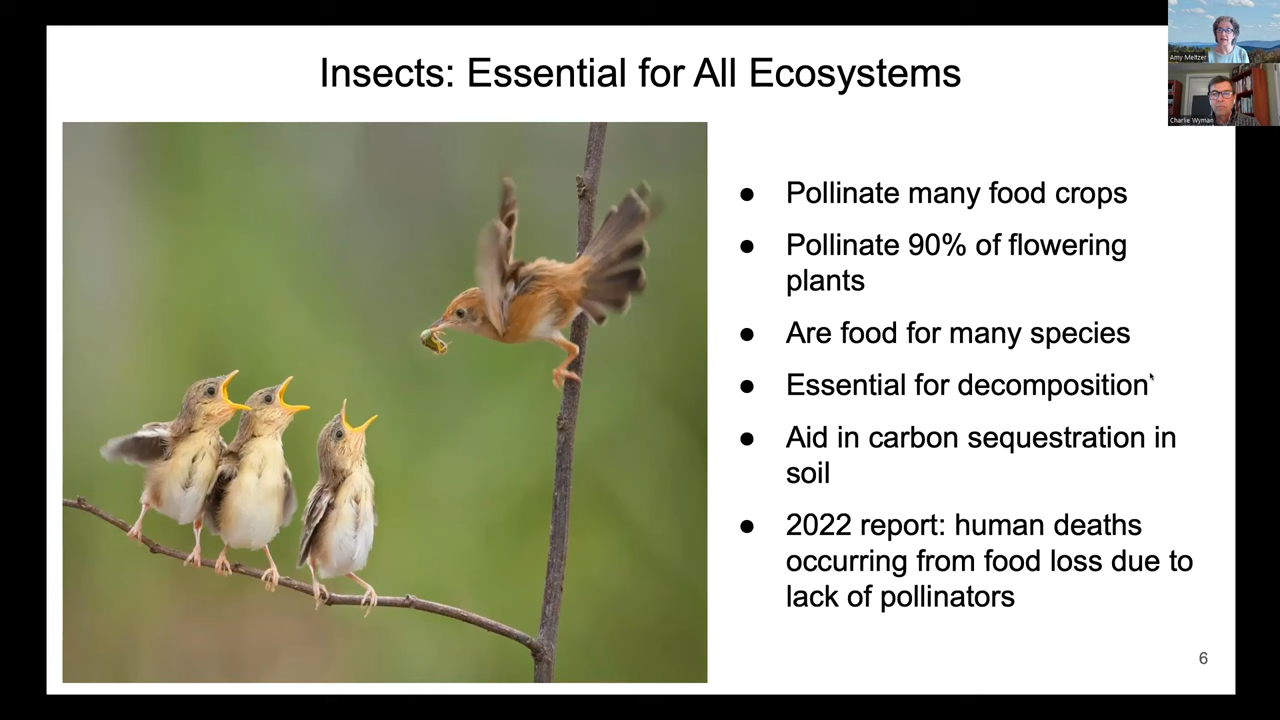 Insects: Essential for All Ecosystems
Amy Meltzer
Charlie Wyman
● Pollinate many food crops
● Pollinate 90% of flowering
plants
● Are food for many species
● Essential for decomposition
● Aid in carbon sequestration in
soil
● 2022 report: human deaths
occurring from food loss due to
lack of pollinators
6